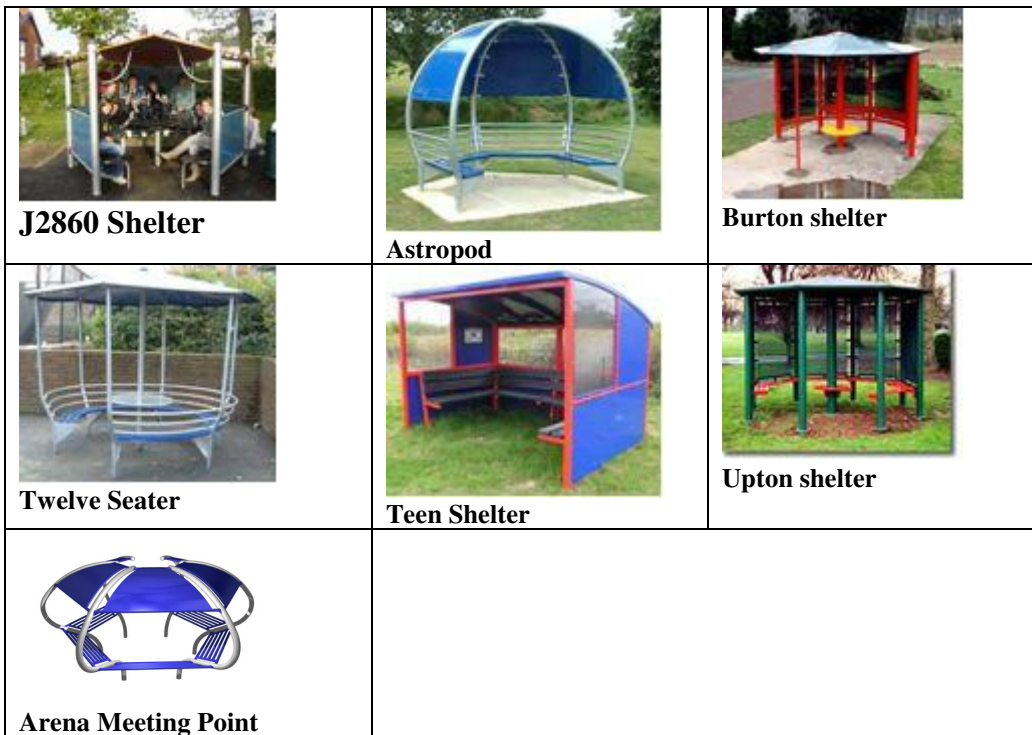 J2860 Shelter
Astropod
Burton shelter
Twelve Seater
Teen Shelter
Upton shelter
Arena Meeting Point